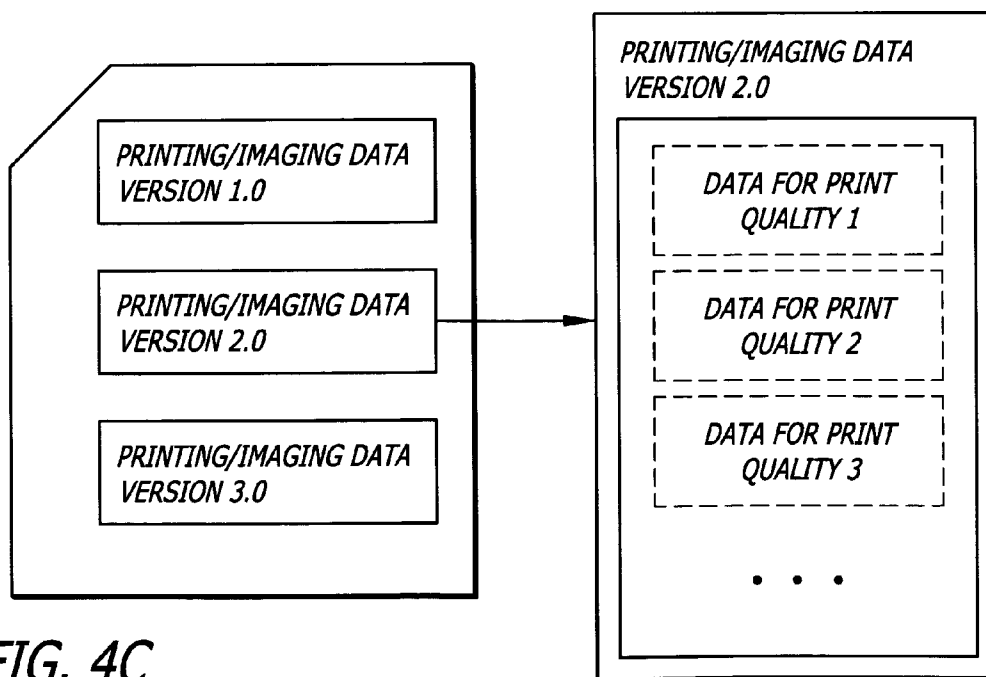 PRINTING/IMAGING DATA
VERSION 1.0
PRINTING/IMAGING DATA
VERSION 2.0
PRINTING/IMAGING DATA
VERSION 3.0
PRINTING/IMAGING DATA
VERSION 2.0
DATA FOR PRINT
QUALITY 1
DATA FOR PRINT
QUALITY 2
DATA FOR PRINT
QUALITY 3
• • •
FIG. 4C